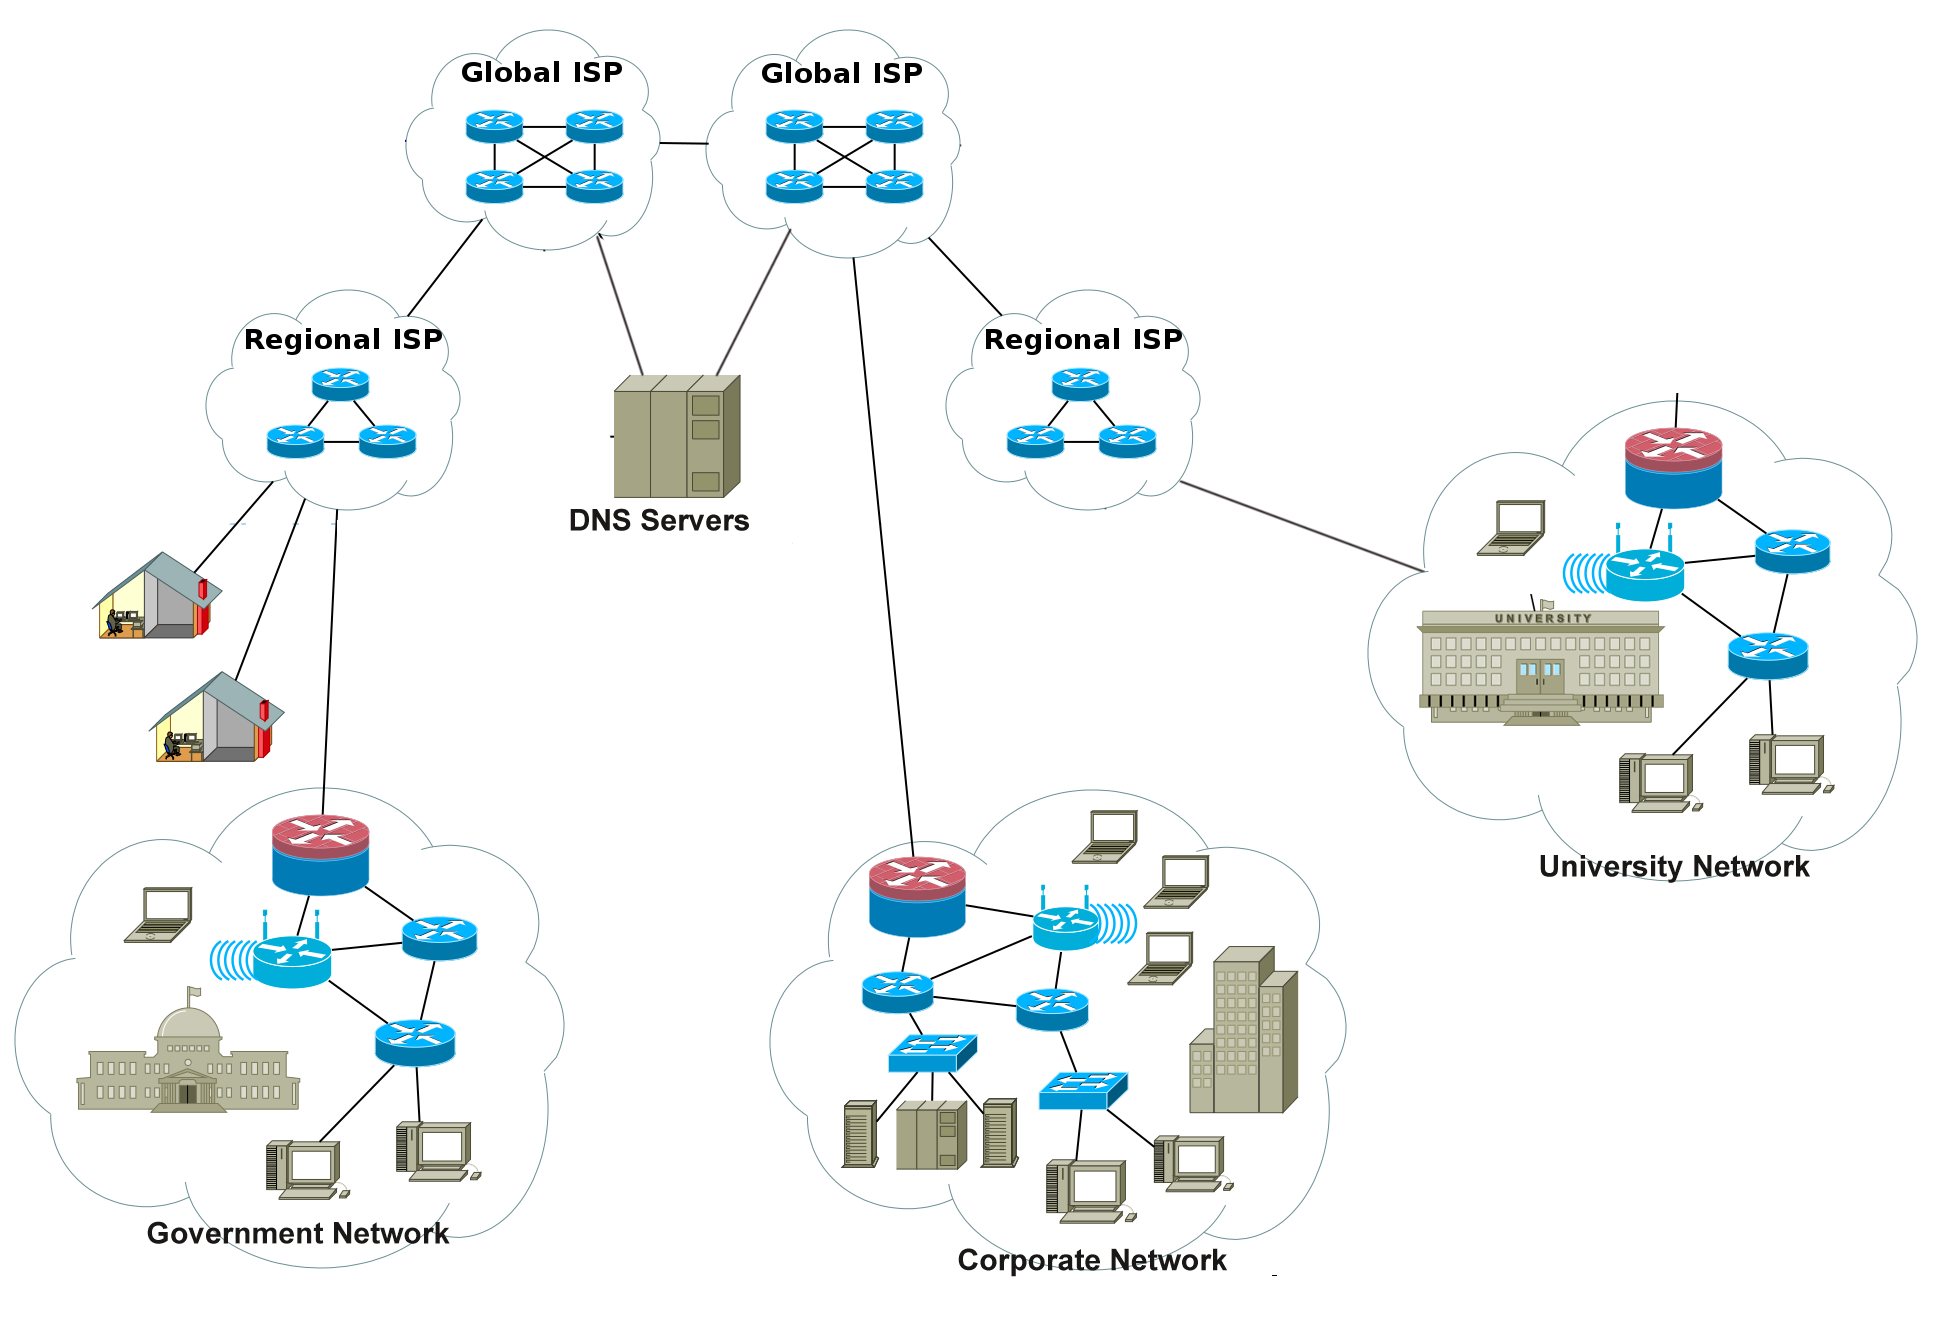 Global ISP
Global ISP
Regional ISP
Regional ISP
DNS Servers
UNIVERSITY
University Network
Government Network
Corporate Network